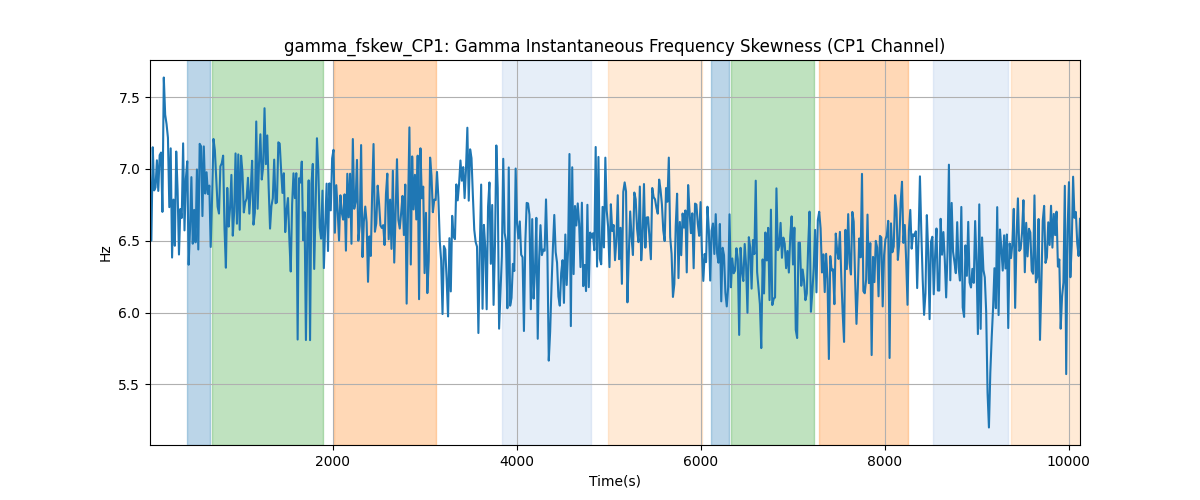 gamma_fskew_CP1: Gamma Instantaneous Frequency Skewness (CP1 Channel)
7.5
7.0
6.5
6.0
5.5
Hz
2000 4000 6000 8000 10000
Time(s)